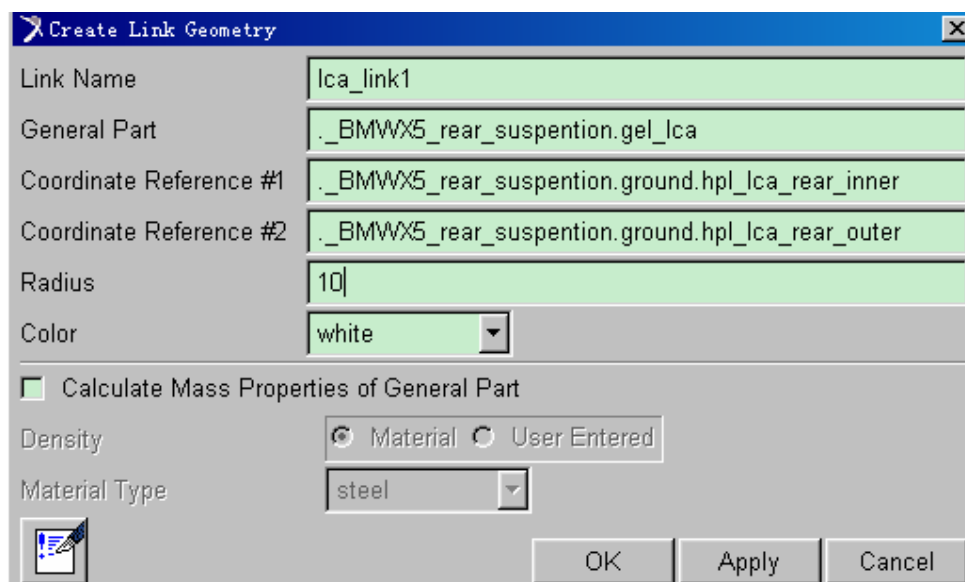 Create Link Geometry
Link Name lca_link1
General Part ._BMWX5_rear_suspention.gel_lca
Coordinate Reference #1 ._BMWX5_rear_suspention.ground.hpl_lca_rear_inner
Coordinate Reference #2 ._BMWX5_rear_suspention.ground.hpl_lca_rear_outer
Radius 10
Color white
Calculate Mass Properties of General Part
Density Material User Entered
Material Type steel
OK Apply Cancel